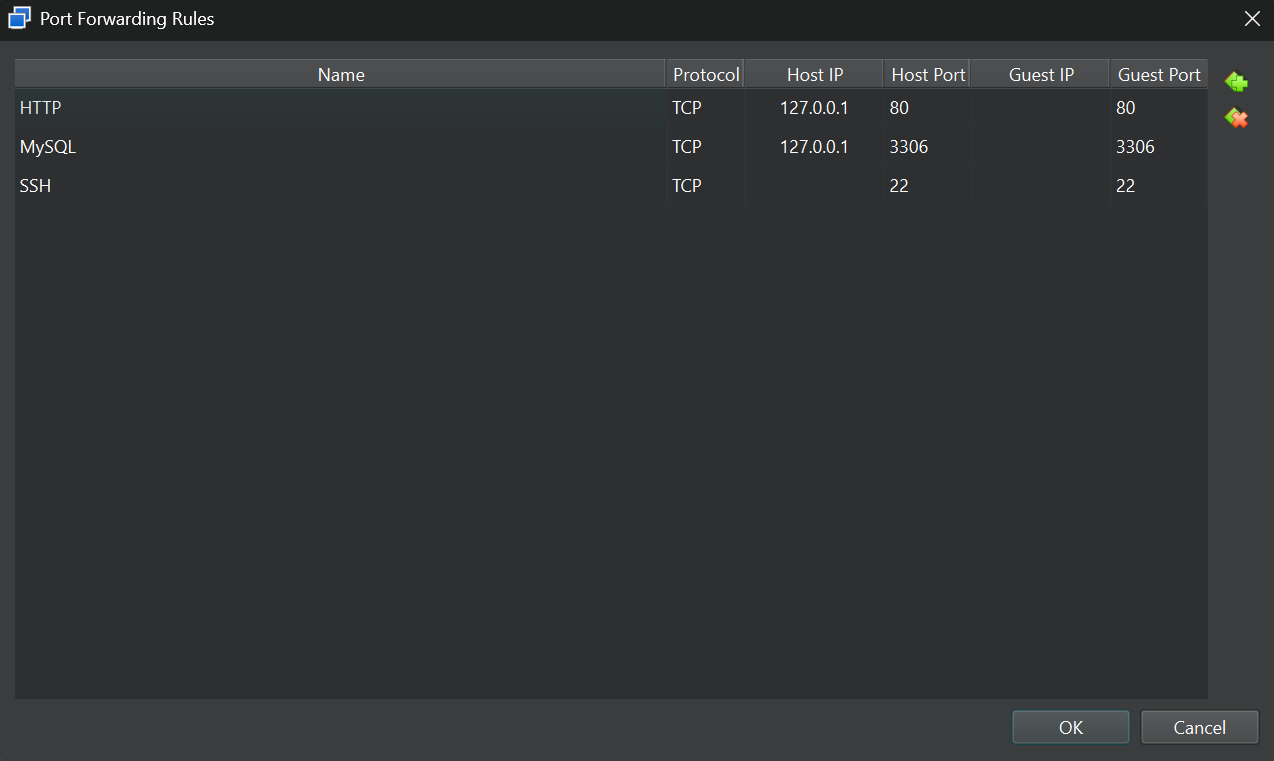 Port Forwarding Rules
Name Protocol Host IP Host Port Guest IP Guest Port
HTTP TCP 127.0.0.1 80 80
MySQL TCP 127.0.0.1 3306 3306
SSH TCP 22 22
OK Cancel